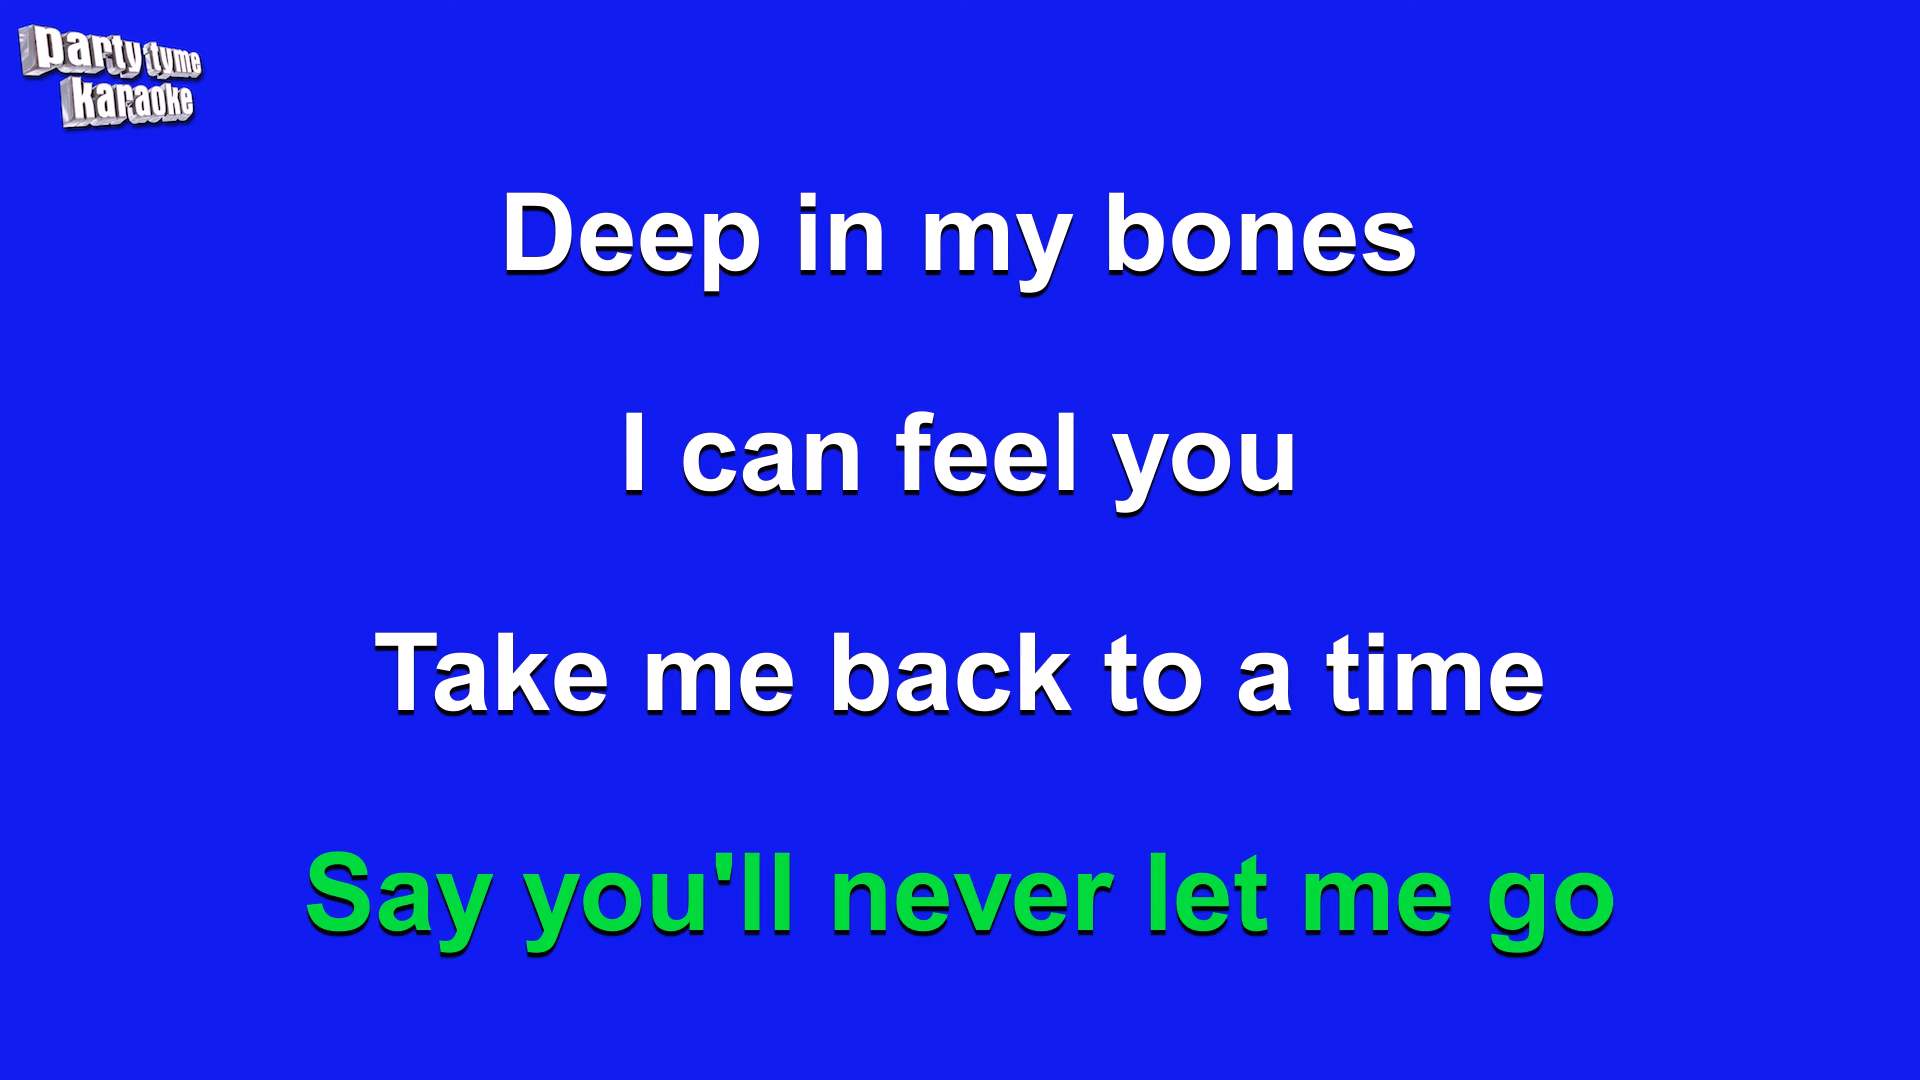 party tyme
karaoke
Deep in my bones
I can feel you
Take me back to a time
Say you'll never let me go